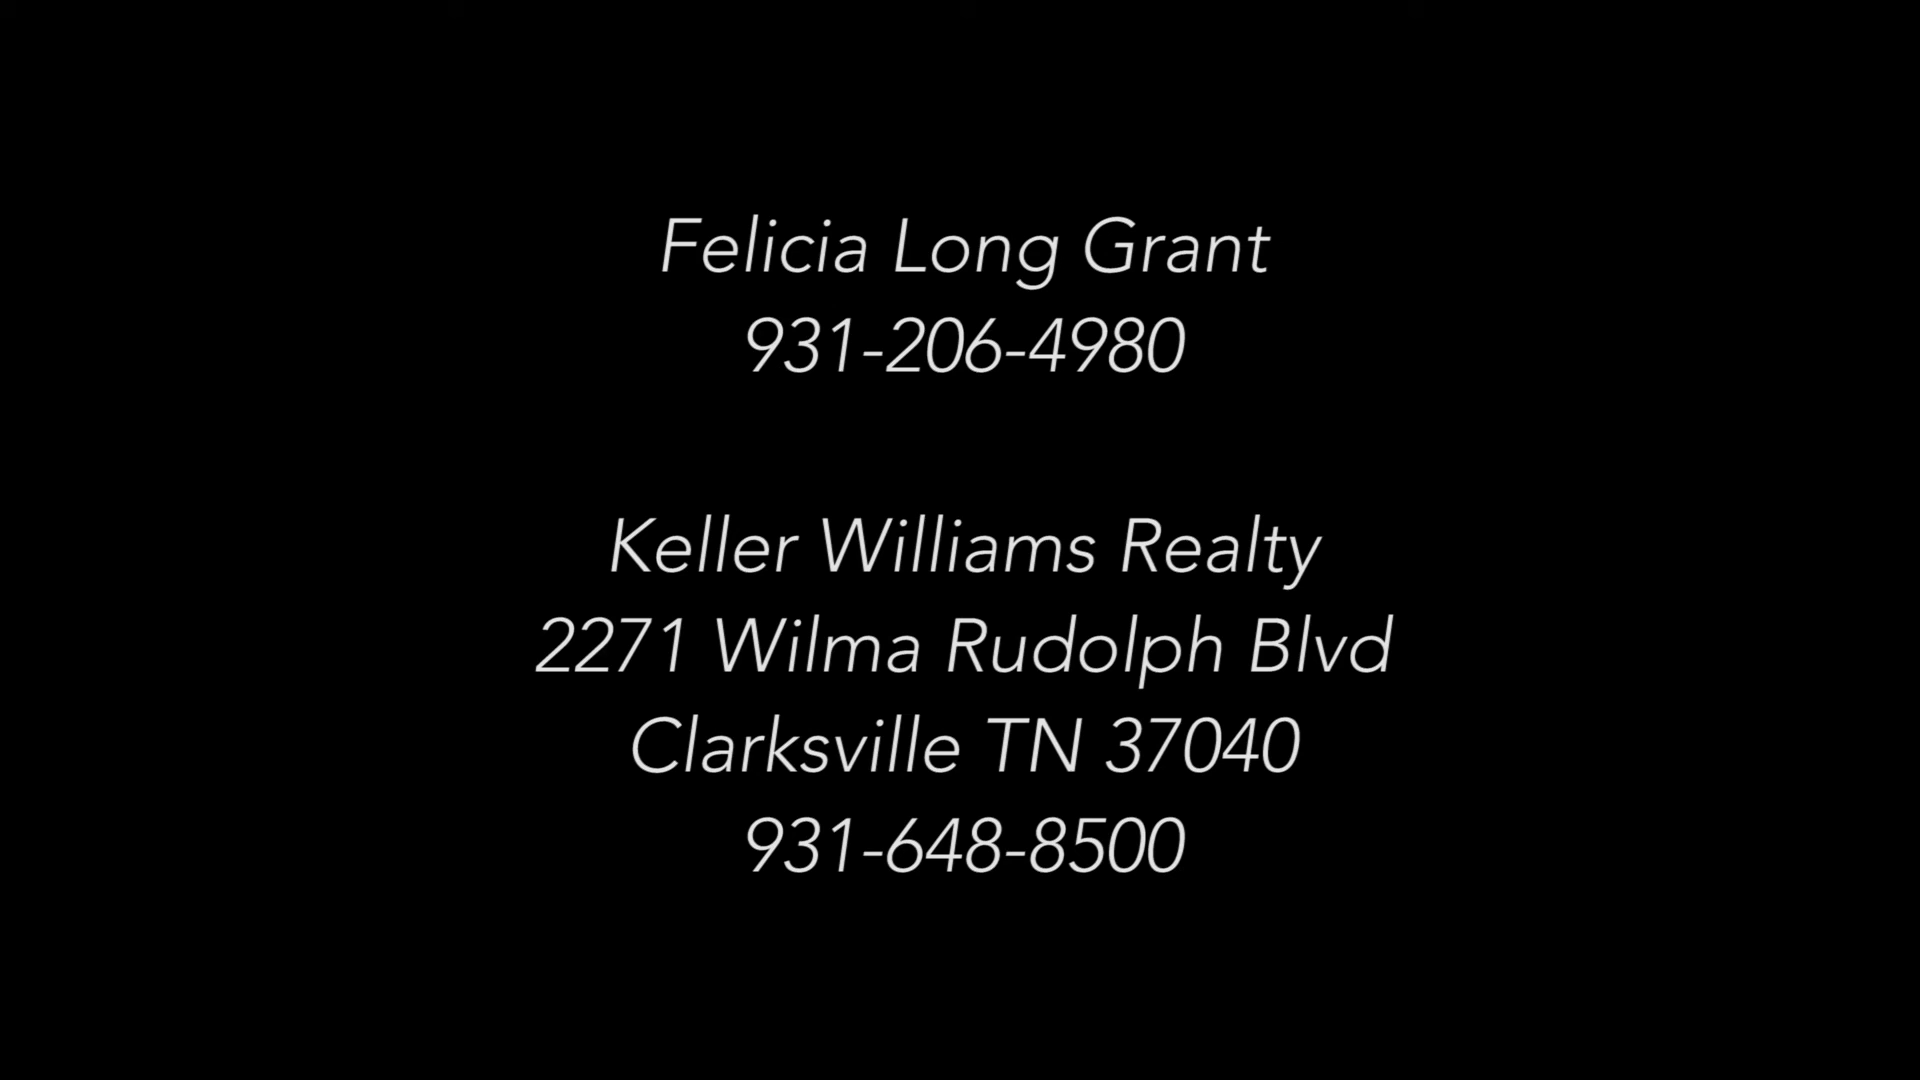 Felicia Long Grant
931-206-4980
Keller Williams Realty
2271 Wilma Rudolph Blvd
Clarksville TN 37040
931-648-8500